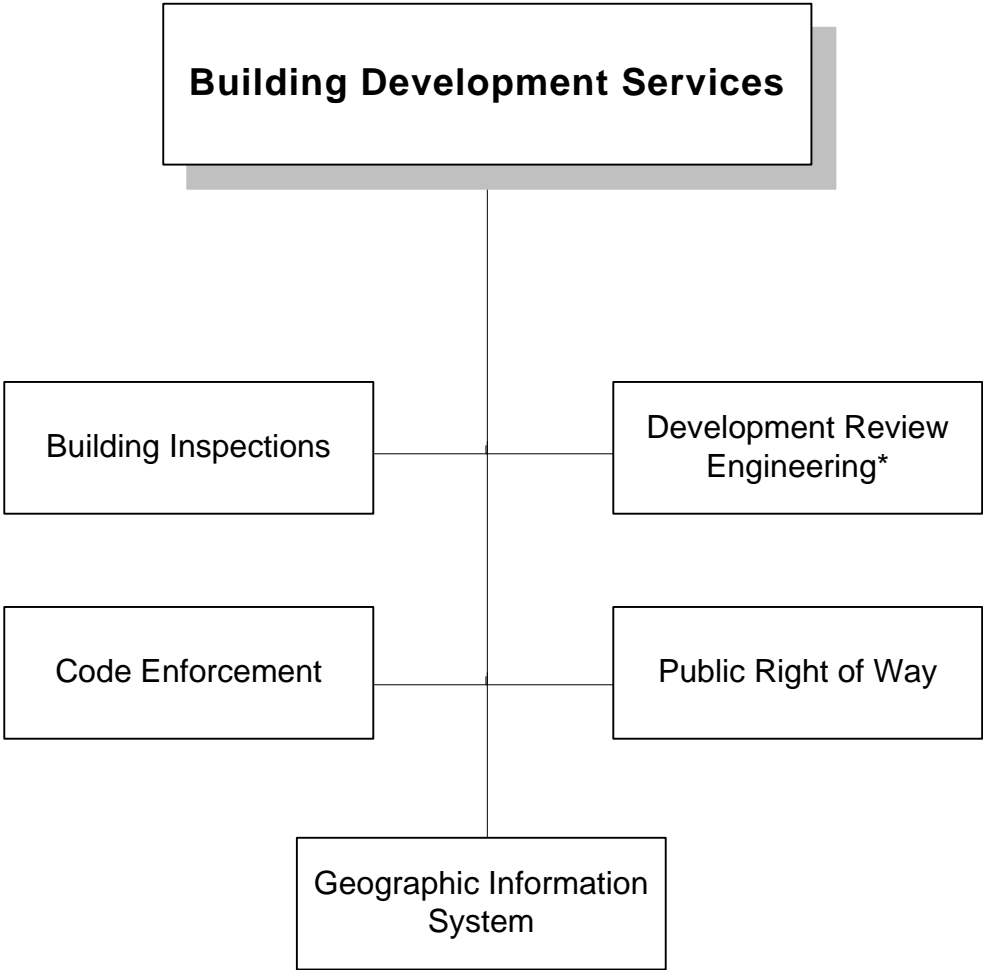 Building Development Services
Building Inspections
Development Review
Engineering*
Code Enforcement
Public Right of Way
Geographic Information
System